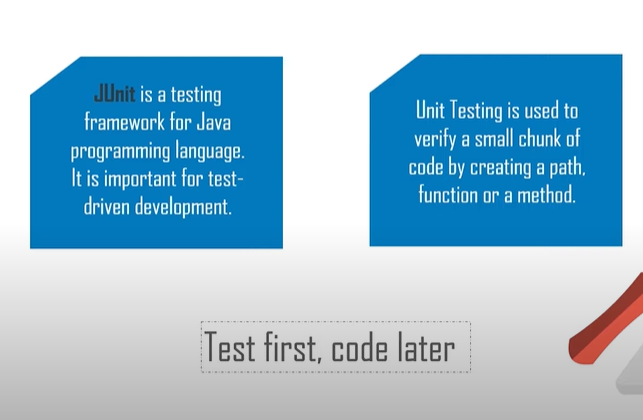 JUnit is a testing
framework for Java
programming language.
It is important for test-
driven development.
Unit Testing is used to
verify a small chunk of
code by creating a path,
function or a method.
Test first, code later